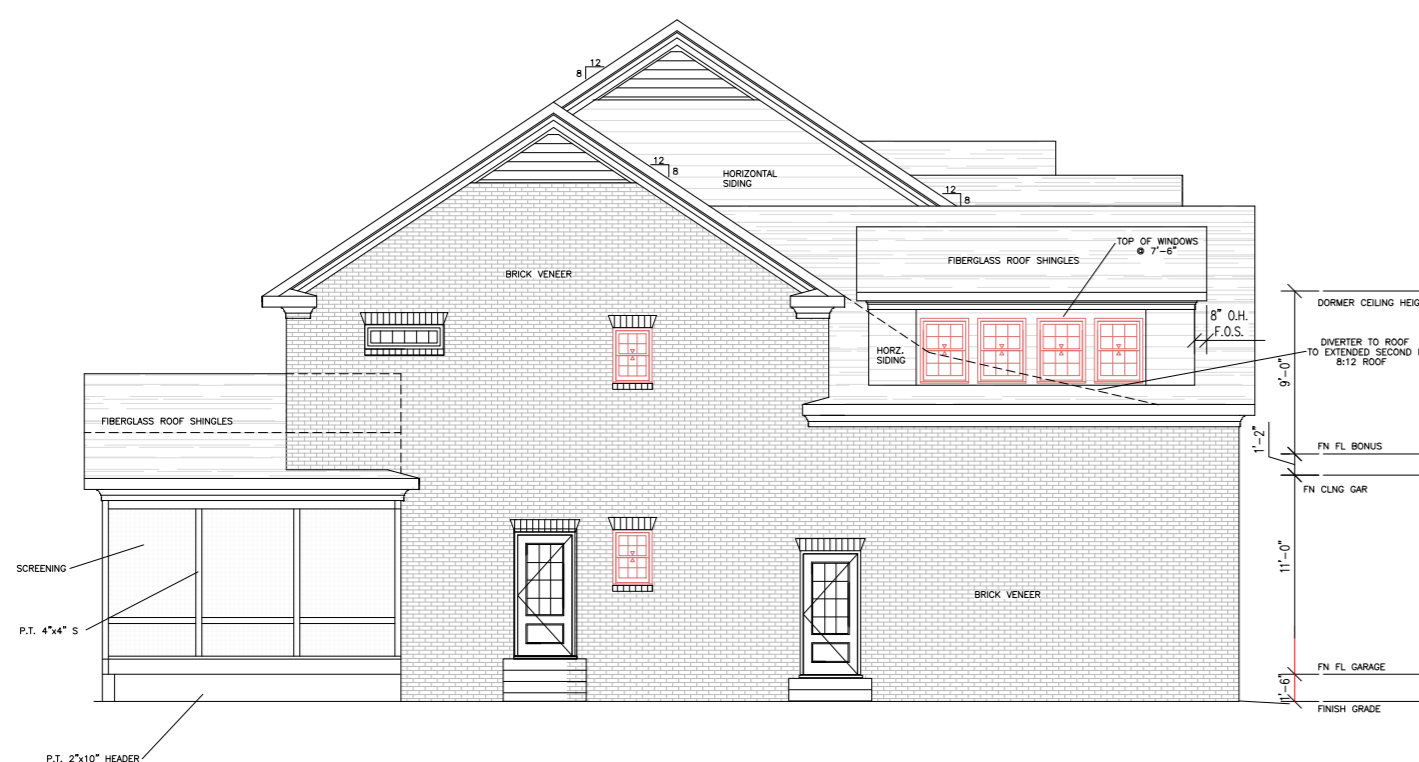 12
8
12
8
HORIZONTAL
SIDING
12
8
TOP OF WINDOWS
@ 7'-6"
FIBERGLASS ROOF SHINGLES
BRICK VENEER
DORMER CEILING
8" O.H.
F.O.S.
HORZ.
SIDING
DIVERTER TO ROOF
TO EXTENDED SECOND
8:12 ROOF
9'-0"
FIBERGLASS ROOF SHINGLES
1'-2"
FN FL BONUS
FN CLNG GAR
SCREENING
11'-0"
BRICK VENEER
P.T. 4"x4" S
FN FL GARAGE
1'-6"
FINISH GRADE
P.T. 2"x10" HEADER